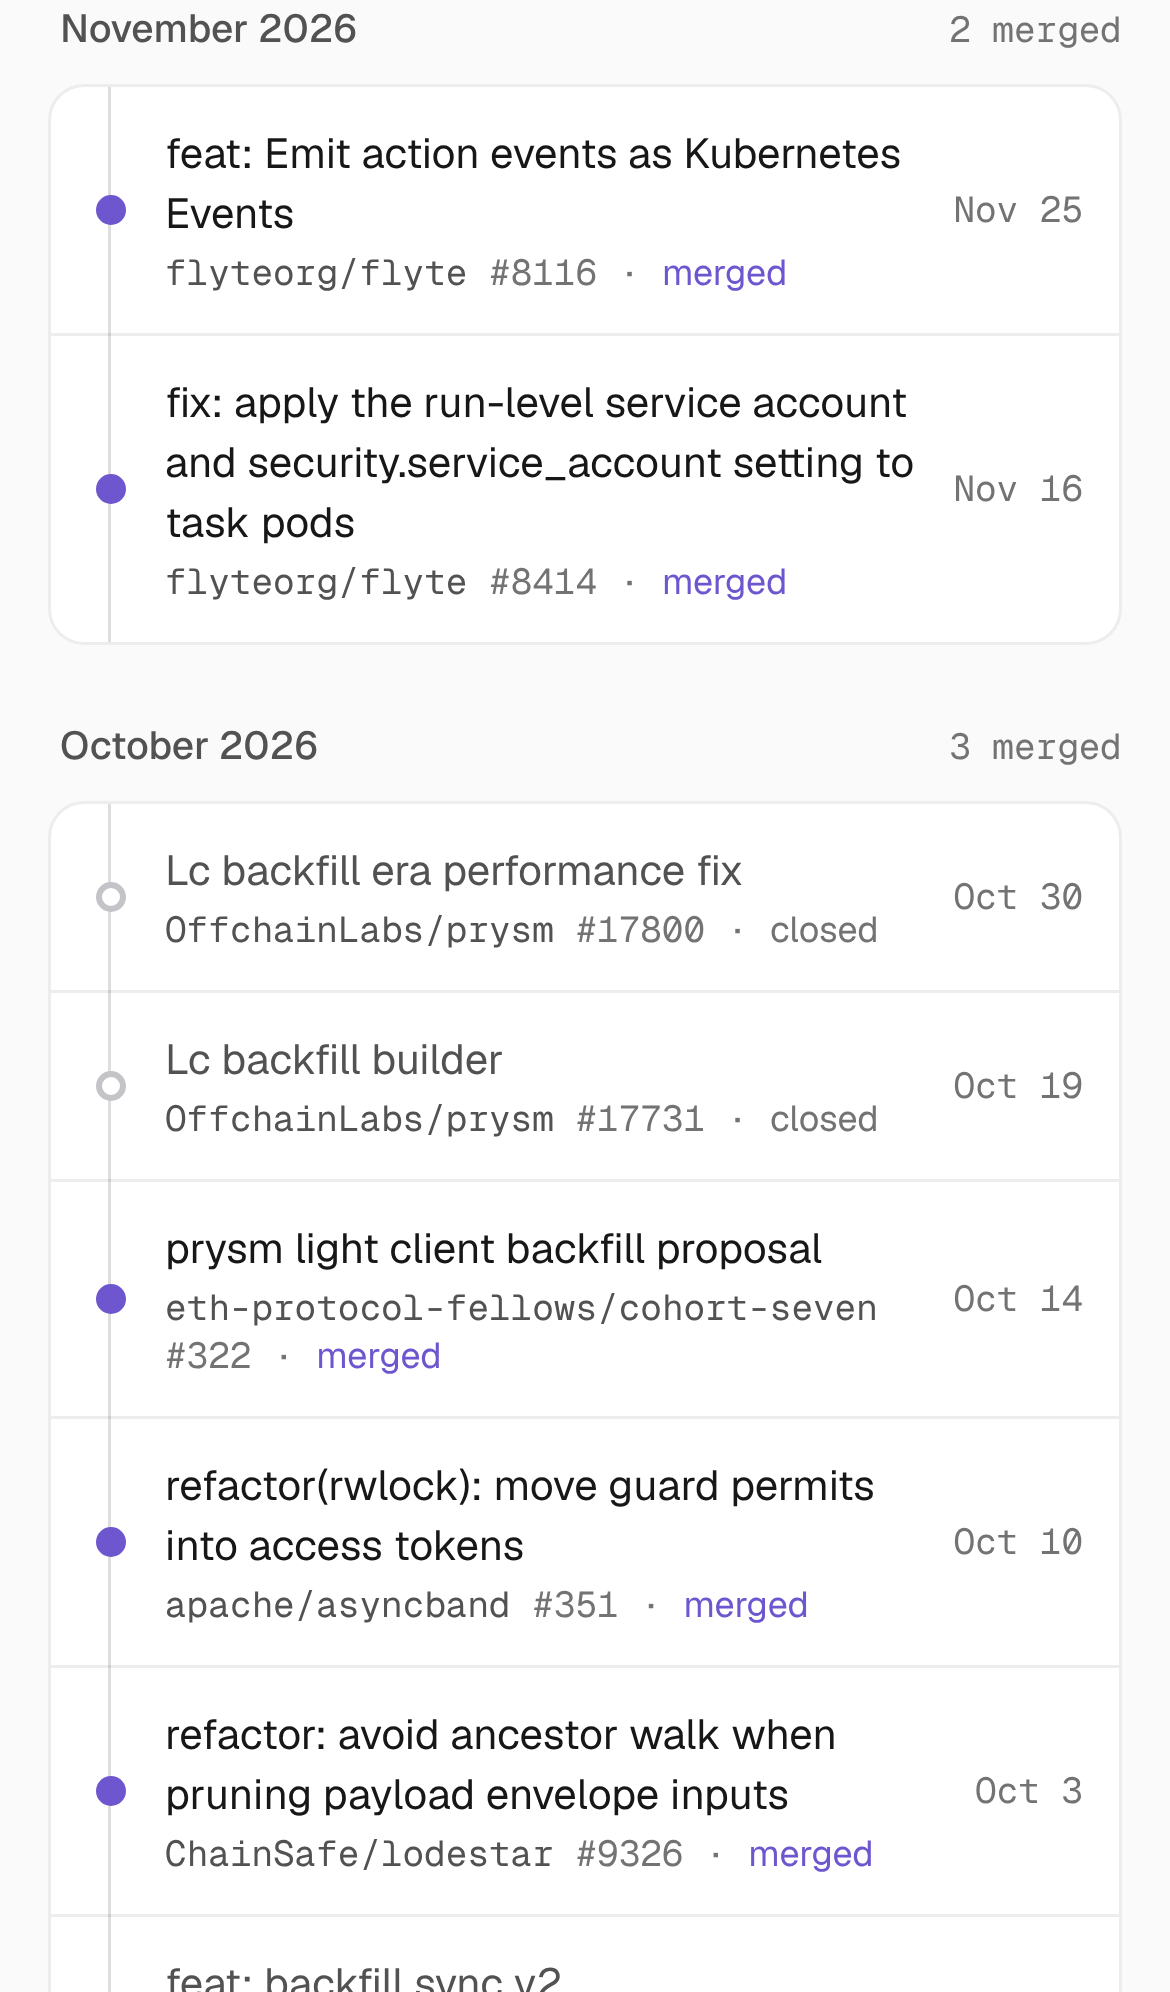 November 2026
2 merged
feat: Emit action events as Kubernetes
Events
Nov 25
flyteorg/flyte #8116 · merged
fix: apply the run-level service account
and security.service_account setting to
task pods
Nov 16
flyteorg/flyte #8414 · merged
October 2026
3 merged
Lc backfill era performance fix
Oct 30
OffchainLabs/prysm #17800 · closed
Lc backfill builder
Oct 19
OffchainLabs/prysm #17731 · closed
prysm light client backfill proposal
Oct 14
eth-protocol-fellows/cohort-seven
#322 · merged
refactor(rwlock): move guard permits
into access tokens
Oct 10
apache/asyncband #351 · merged
refactor: avoid ancestor walk when
pruning payload envelope inputs
Oct 3
ChainSafe/lodestar #9326 · merged
feat: backfill sync v2